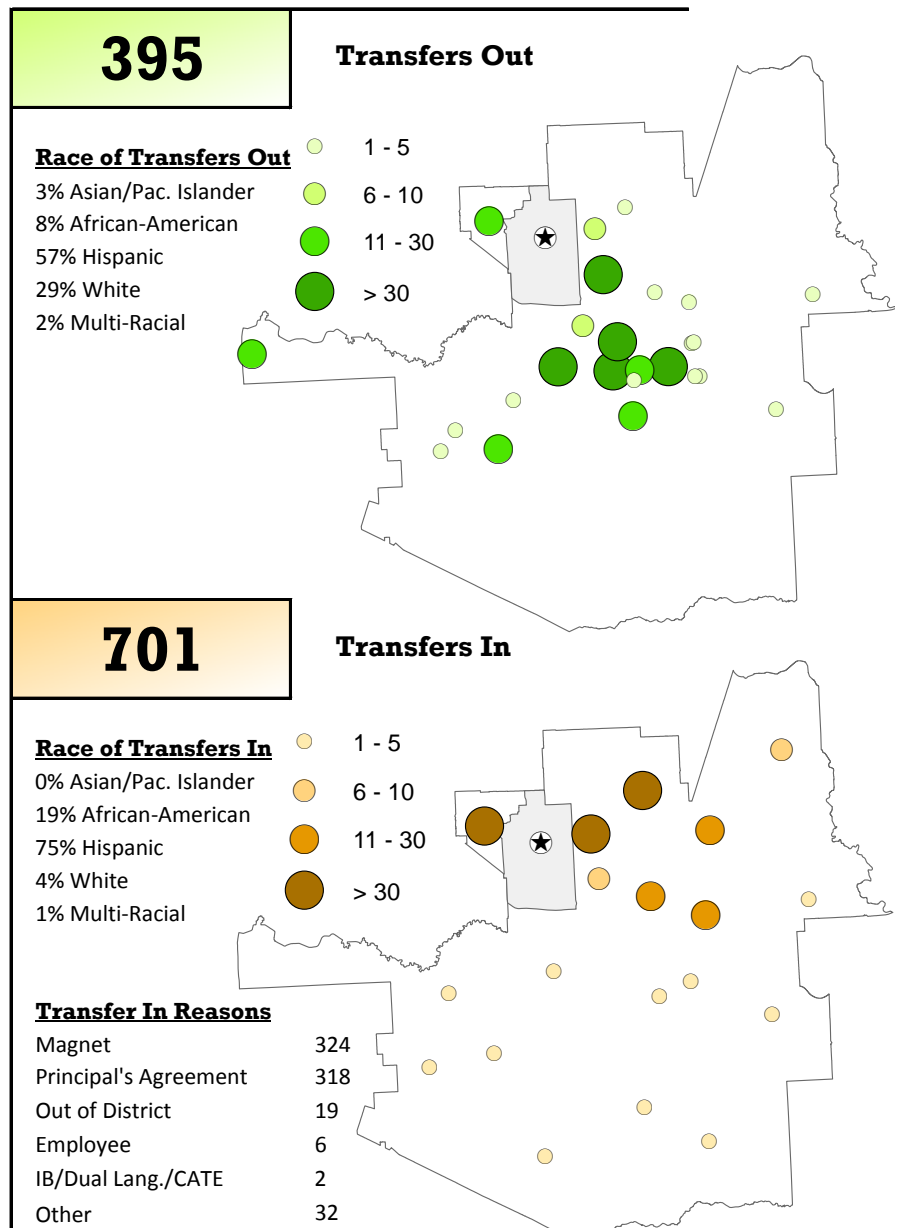 395
Transfers Out
Race of Transfers Out
3% Asian/Pac. Islander
8% African-American
57% Hispanic
29% White
2% Multi-Racial
1 - 5
6 - 10
11 - 30
> 30
701
Transfers In
Race of Transfers In
0% Asian/Pac. Islander
19% African-American
75% Hispanic
4% White
1% Multi-Racial
1 - 5
6 - 10
11 - 30
> 30
Transfer In Reasons
Magnet 324
Principal's Agreement 318
Out of District 19
Employee 6
IB/Dual Lang./CATE 2
Other 32